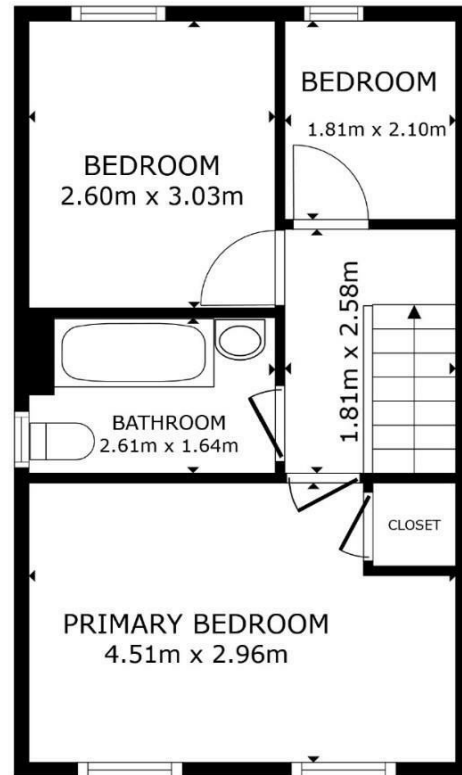 BEDROOM
1.81m x 2.10m
BEDROOM
2.60m x 3.03m
1.81m x 2.58m
BATHROOM
2.61m x 1.64m
CLOSET
PRIMARY BEDROOM
4.51m x 2.96m